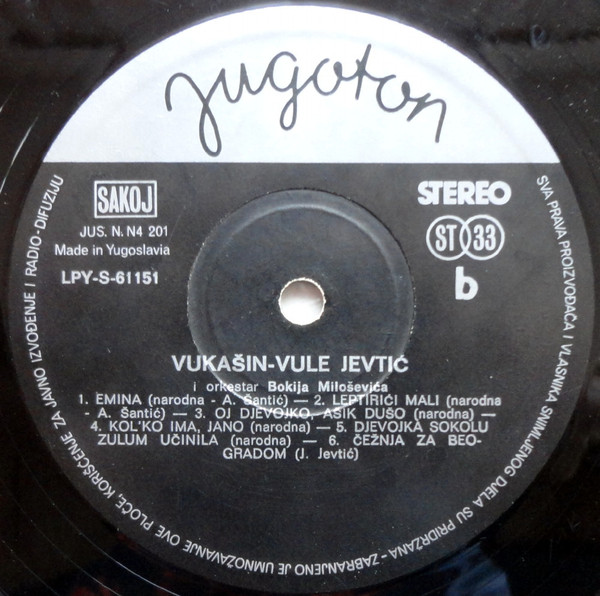 jugoton
SAKOJ
JUS. N. N4 201
Made in Yugoslavia
LPY-S-61151
STEREO
ST 33
b
VUKAŠIN-VULE JEVTIĆ
i orkestar Bokija Miloševića
1. EMINA (narodna - A. Šantić) — 2. LEPTIRIĆI MALI (narodna
- A. Šantić) — 3. OJ DJEVOJKO, AŠIK DUŠO (narodna) —
4. KOL'KO IMA, JANO (narodna) — 5. DJEVOJKA SOKOLU
ZULUM UČINILA (narodna) — 6. ČEŽNJA ZA BEO-
GRADOM (J. Jevtić)
SVA PRAVA PROIZVOĐAČA I VLASNIKA SNIMLJENOG DJELA SU PRIDRŽANA - ZABRANJENO JE UMNOŽAVANJE OVE PLOČE, KORIŠĆENJE ZA JAVNO IZVOĐENJE I RADIO-DIFUZIJU